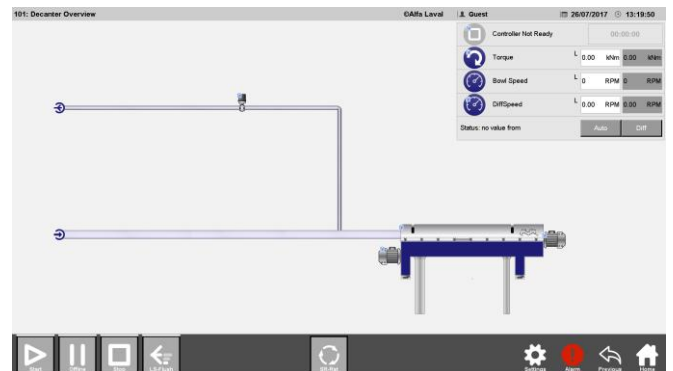 101: Decanter Overview ©Alfa Laval Guest 26/07/2017 13:19:50
Controller Not Ready 00:00:00
Torque L 0.00 kNm 0.00 kNm
Bowl Speed L 0 RPM 0 RPM
DiffSpeed L 0.00 RPM 0.00 RPM
Status: no value from Auto Diff
Start Offline Stop LS-Flush Settings Alarm Previous Home